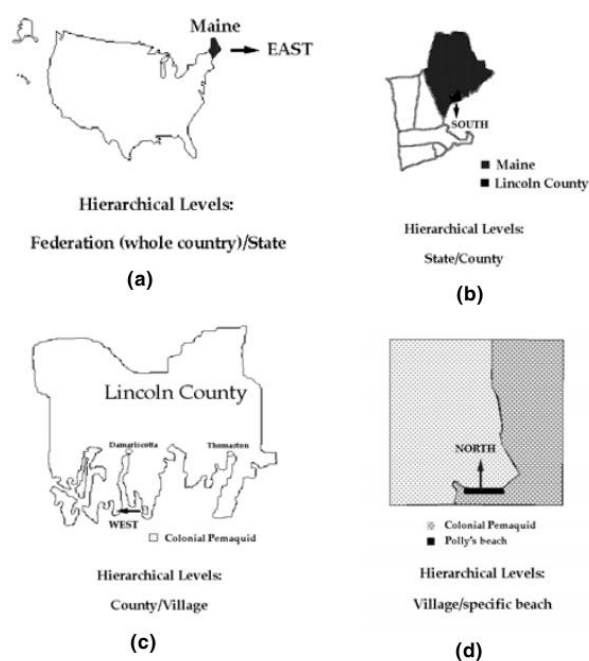 Maine
EAST
Hierarchical Levels:
Federation (whole country)/State
(a)
SOUTH
Maine
Lincoln County
Hierarchical Levels:
State/County
(b)
Lincoln County
Damariscotta
Thomaston
WEST
Colonial Pemaquid
Hierarchical Levels:
County/Village
(c)
NORTH
Colonial Pemaquid
Polly's beach
Hierarchical Levels:
Village/specific beach
(d)